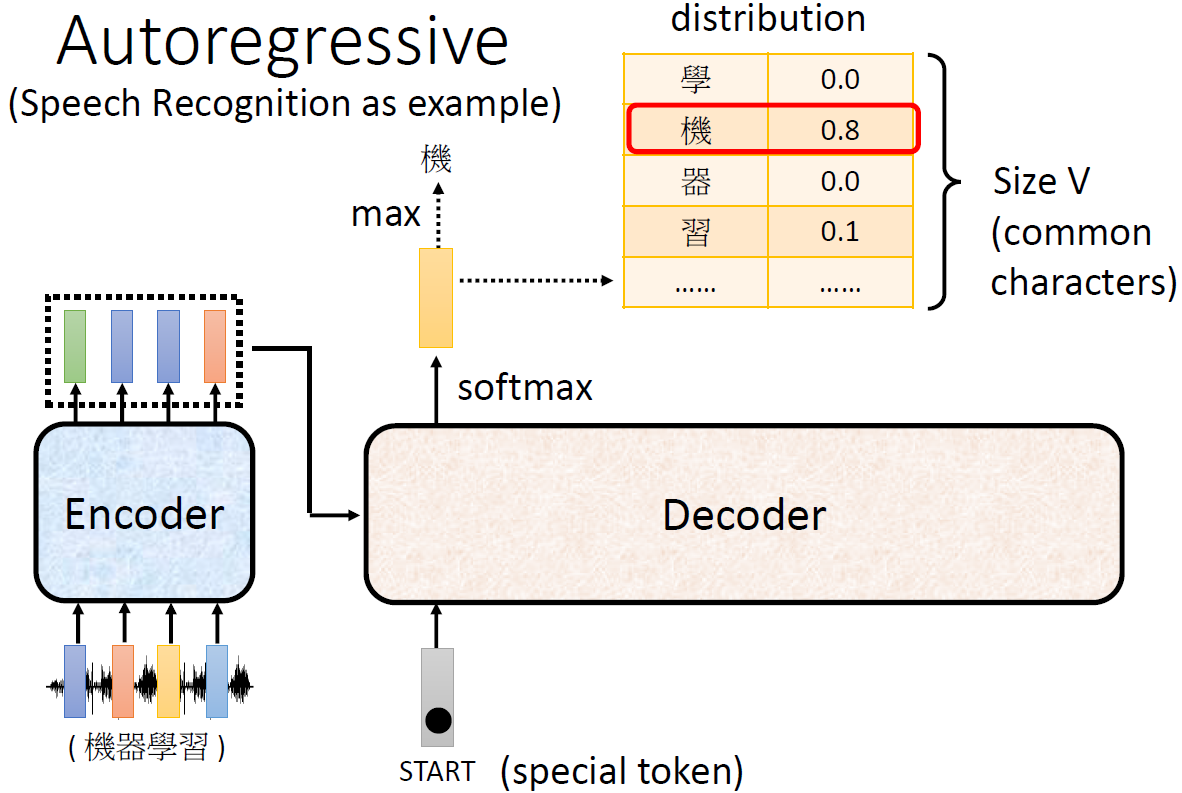 Autoregressive
(Speech Recognition as example)
distribution
學 0.0
機 0.8
器 0.0
習 0.1
…… ……
Size V
(common
characters)
機
max
softmax
Encoder
Decoder
( 機器學習 )
START (special token)